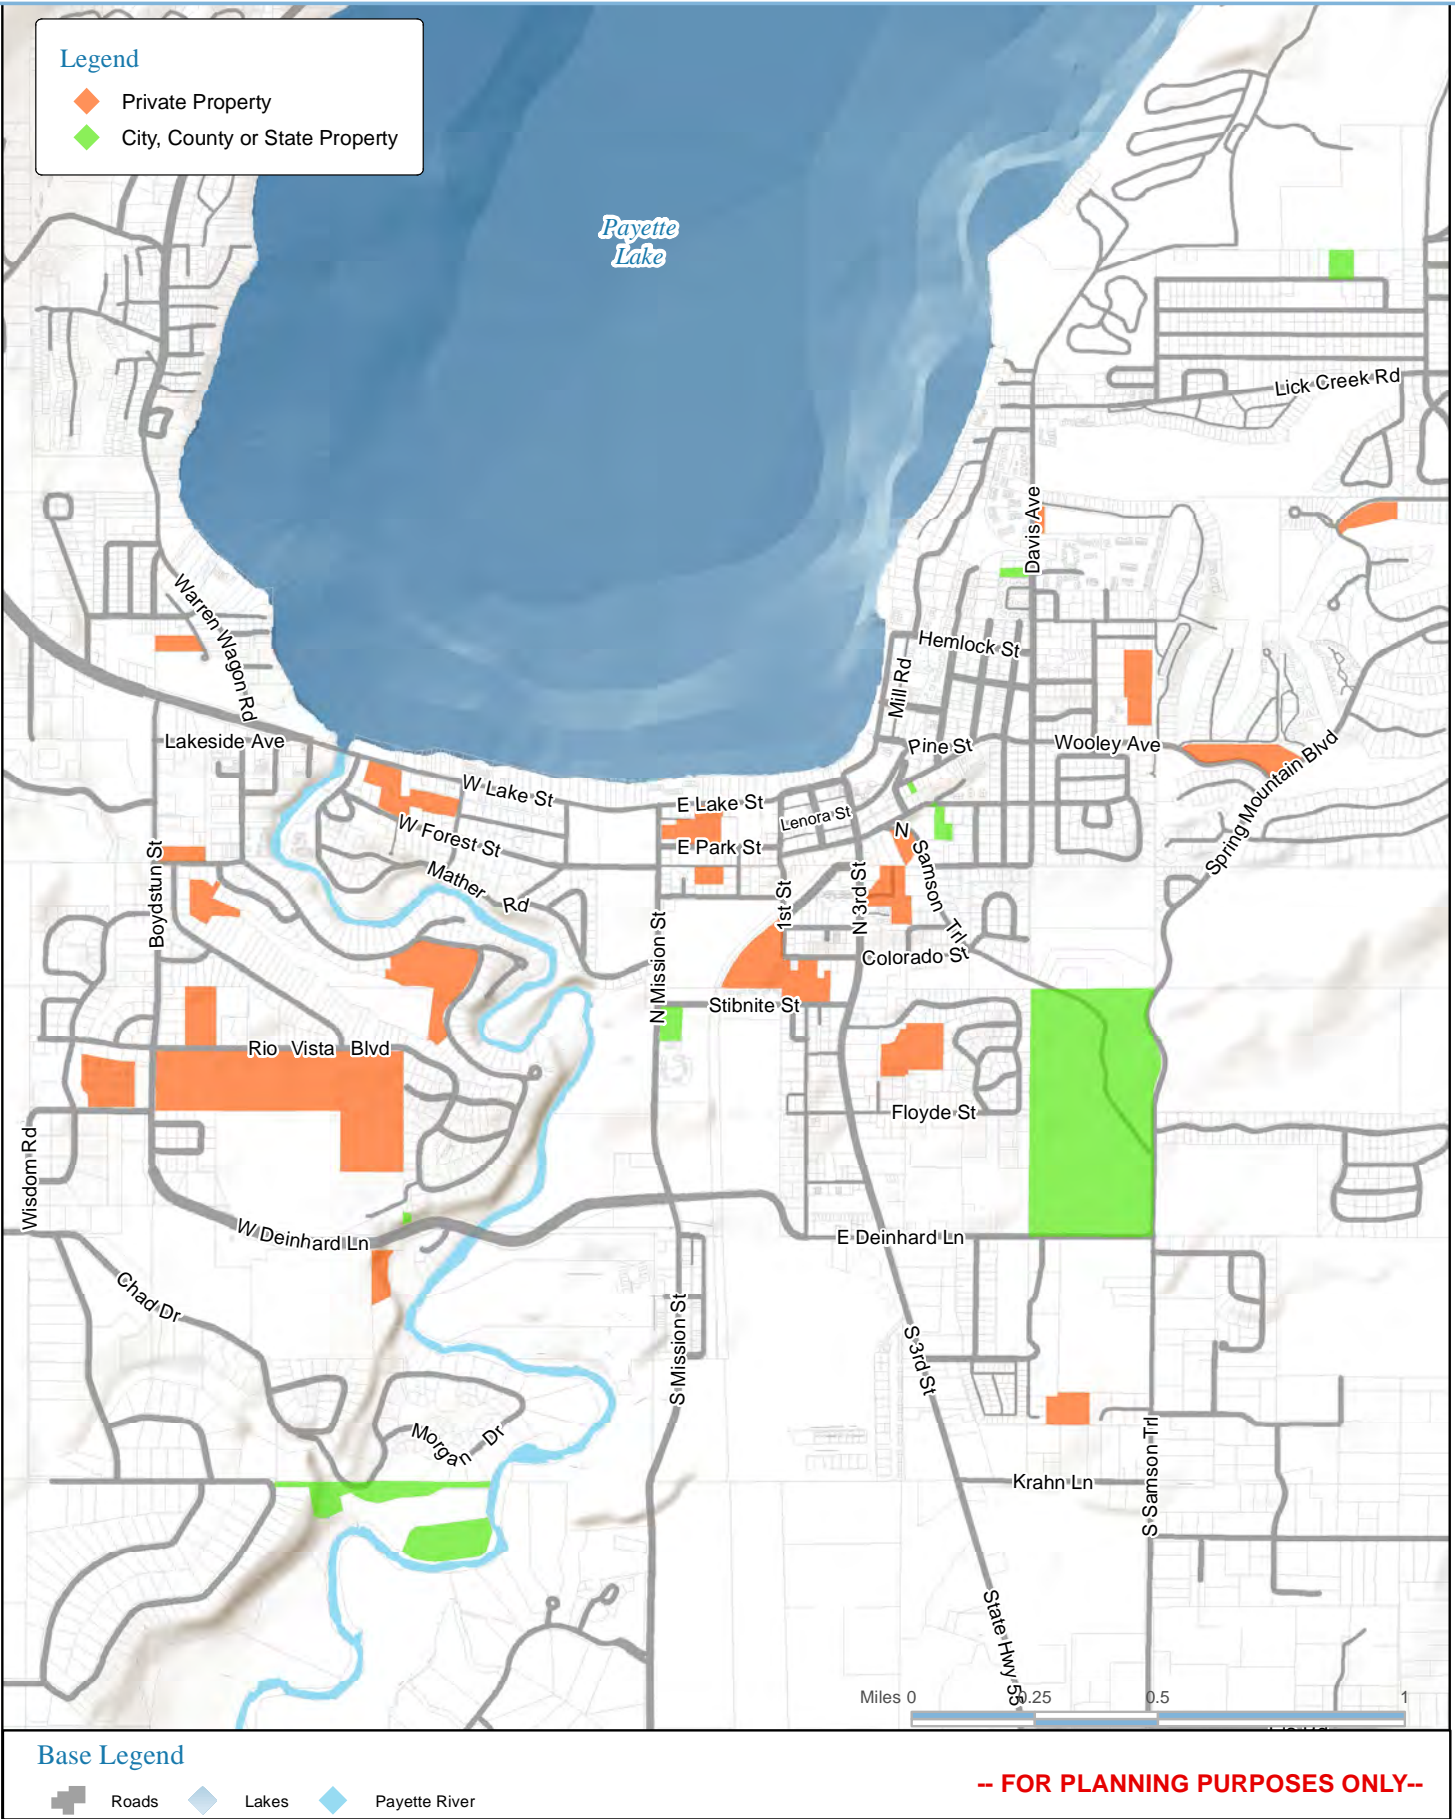 Legend
Private Property
City, County or State Property
Payette
Lake
Lick Creek Rd
Davis Ave
Warren Wagon Rd
Hemlock St
Mill Rd
Lakeside Ave
Pine St
Wooley Ave
W Lake St
E Lake St
Lenora St
Spring Mountain Blvd
W Forest St
E Park St
N Samson Trl
Mather Rd
Boydstun St
1st St
N 3rd St
N Mission St
Colorado St
Stibnite St
Rio Vista Blvd
Floyde St
Wisdom Rd
W Deinhard Ln
E Deinhard Ln
Chad Dr
S Mission St
S 3rd St
Morgan Dr
Krahn Ln
S Samson Trl
State Hwy 55
Miles 0 0.25 0.5 1
Base Legend
Roads Lakes Payette River
-- FOR PLANNING PURPOSES ONLY--